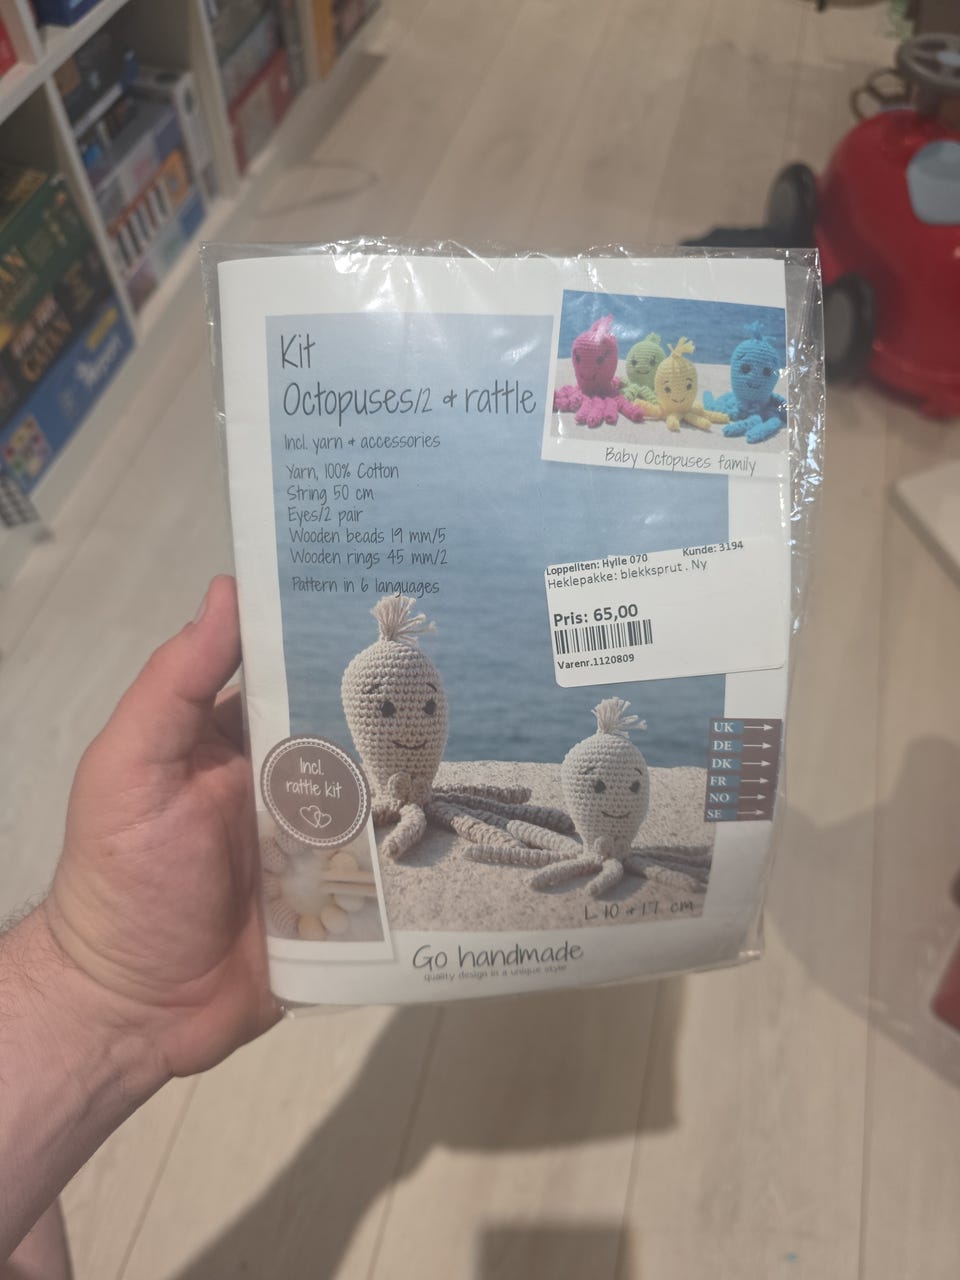 Kit
Octopuses/2 & rattle
Incl. yarn & accessories
Yarn, 100% Cotton
String 50 cm
Eyes/2 pair
Wooden beads 19 mm/5
Wooden rings 45 mm/2
Pattern in 6 languages
Baby Octopuses family
Loppeliten: Hylle 070 Kunde: 3194
Heklepakke: blekksprut . Ny
Pris: 65,00
Varenr.1120809
UK
DE
DK
FR
NO
SE
Incl.
rattle kit
L 10 + 17 cm
Go handmade
quality design in a unique style
CATAN